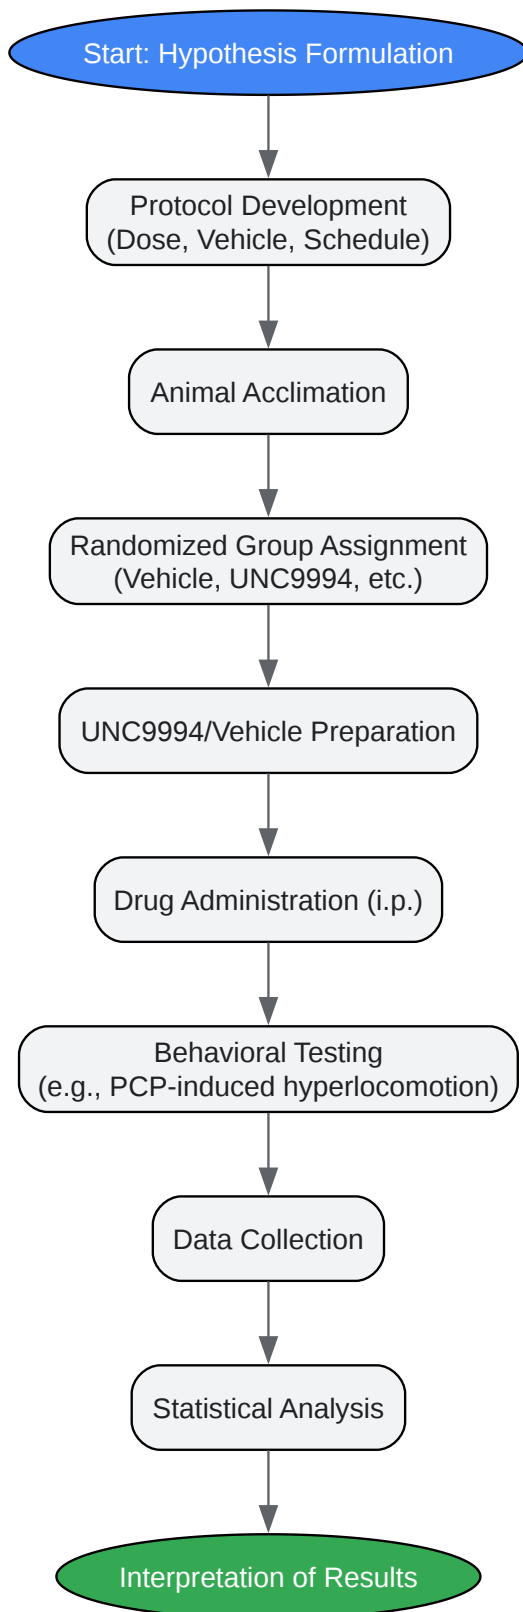 Start: Hypothesis Formulation
Protocol Development
(Dose, Vehicle, Schedule)
Animal Acclimation
Randomized Group Assignment
(Vehicle, UNC9994, etc.)
UNC9994/Vehicle Preparation
Drug Administration (i.p.)
Behavioral Testing
(e.g., PCP-induced hyperlocomotion)
Data Collection
Statistical Analysis
Interpretation of Results